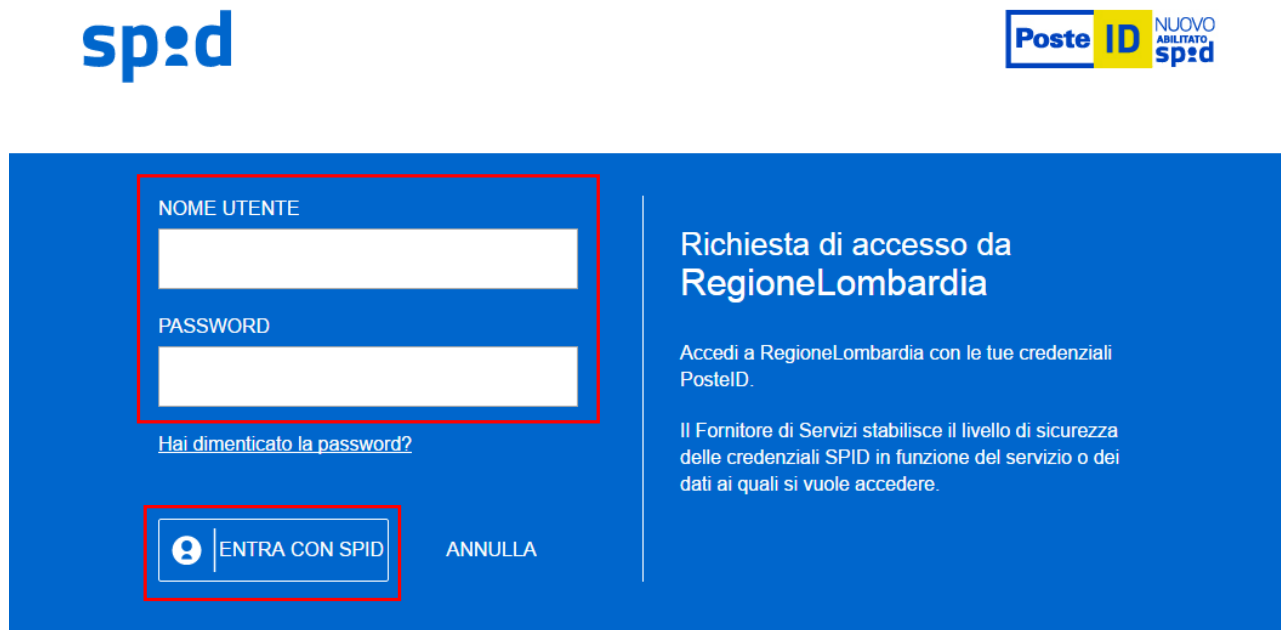 spid
Poste ID NUOVO
ABILITATO
spid
NOME UTENTE
PASSWORD
Hai dimenticato la password?
ENTRA CON SPID ANNULLA
Richiesta di accesso da
RegioneLombardia
Accedi a RegioneLombardia con le tue credenziali
PosteID.
Il Fornitore di Servizi stabilisce il livello di sicurezza
delle credenziali SPID in funzione del servizio o dei
dati ai quali si vuole accedere.